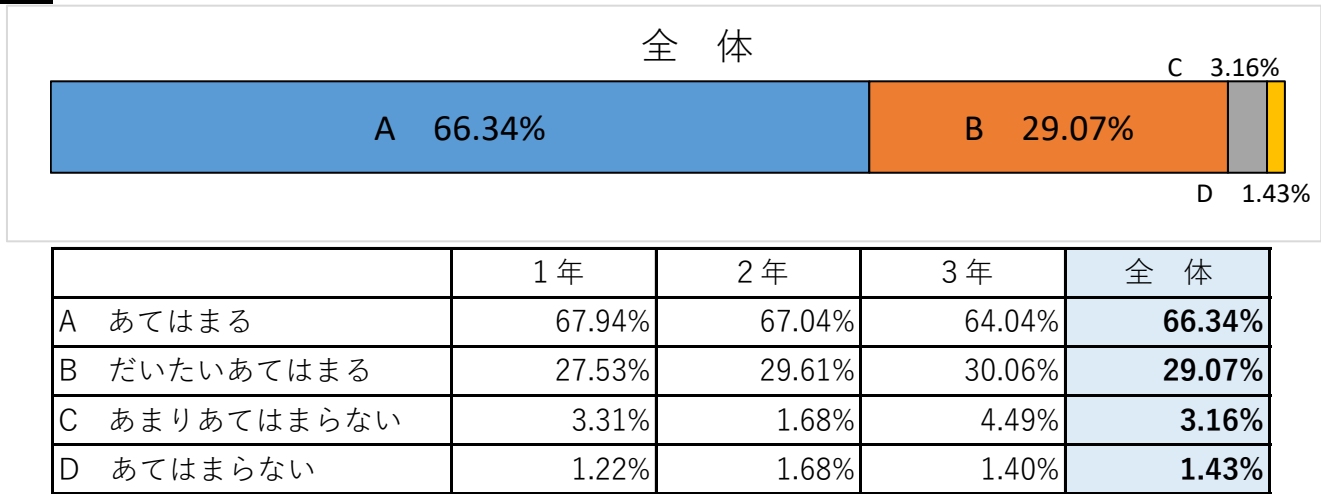 全　体
C　3.16%
A　66.34%　B　29.07%
D　1.43%
１年　２年　３年　全　体
A　あてはまる　67.94%　67.04%　64.04%　66.34%
B　だいたいあてはまる　27.53%　29.61%　30.06%　29.07%
C　あまりあてはまらない　3.31%　1.68%　4.49%　3.16%
D　あてはまらない　1.22%　1.68%　1.40%　1.43%